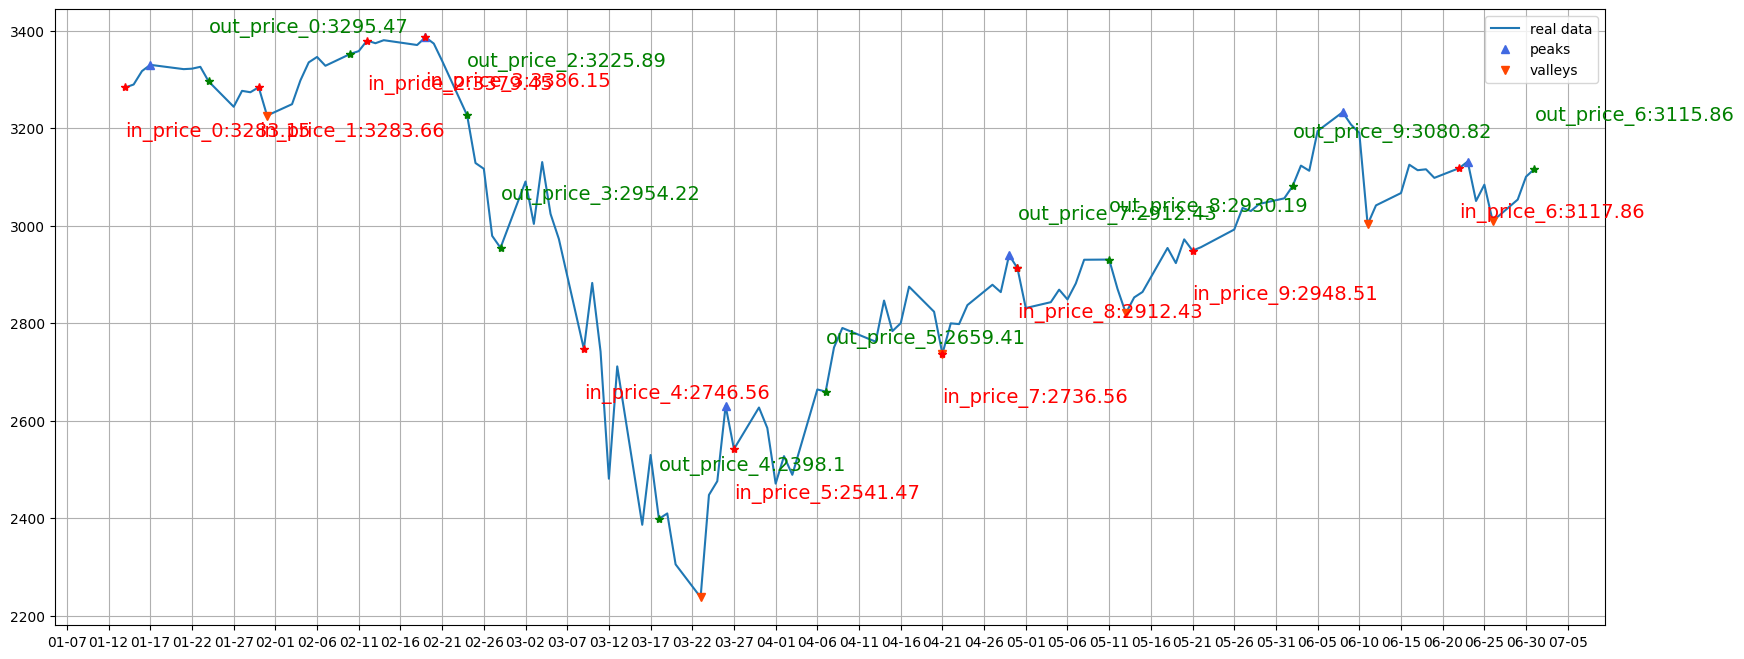 3400
3200
3000
2800
2600
2400
2200
real data
peaks
valleys
out_price_0:3295.47
out_price_2:3225.89
in_price_2:3379.45
in_price_3:3386.15
in_price_0:3283.15
in_price_1:3283.66
out_price_6:3115.86
out_price_9:3080.82
out_price_3:2954.22
out_price_7:2912.43
out_price_8:2930.19
in_price_6:3117.86
in_price_9:2948.51
in_price_8:2912.43
out_price_5:2659.41
in_price_4:2746.56
in_price_7:2736.56
out_price_4:2398.1
in_price_5:2541.47
01-07 01-12 01-17 01-22 01-27 02-01 02-06 02-11 02-16 02-21 02-26 03-02 03-07 03-12 03-17 03-22 03-27 04-01 04-06 04-11 04-16 04-21 04-26 05-01 05-06 05-11 05-16 05-21 05-26 05-31 06-05 06-10 06-15 06-20 06-25 06-30 07-05